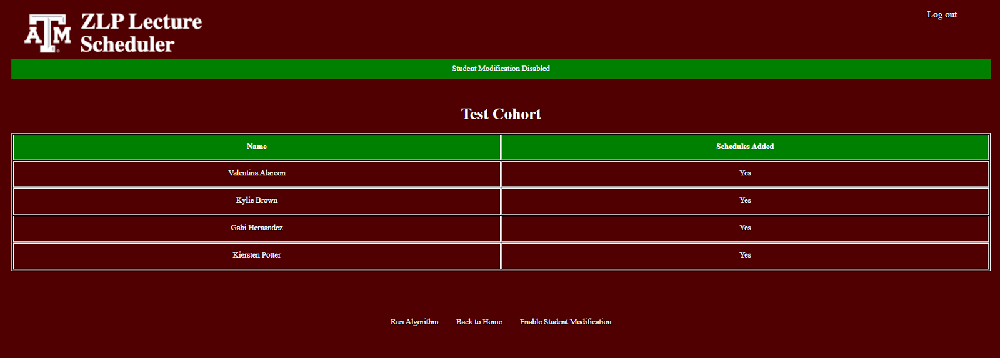 ATM ZLP Lecture
Scheduler
Log out
Student Modification Disabled
Test Cohort
Name Schedules Added
Valentina Alarcon Yes
Kylie Brown Yes
Gabi Hernandez Yes
Kiersten Potter Yes
Run Algorithm Back to Home Enable Student Modification